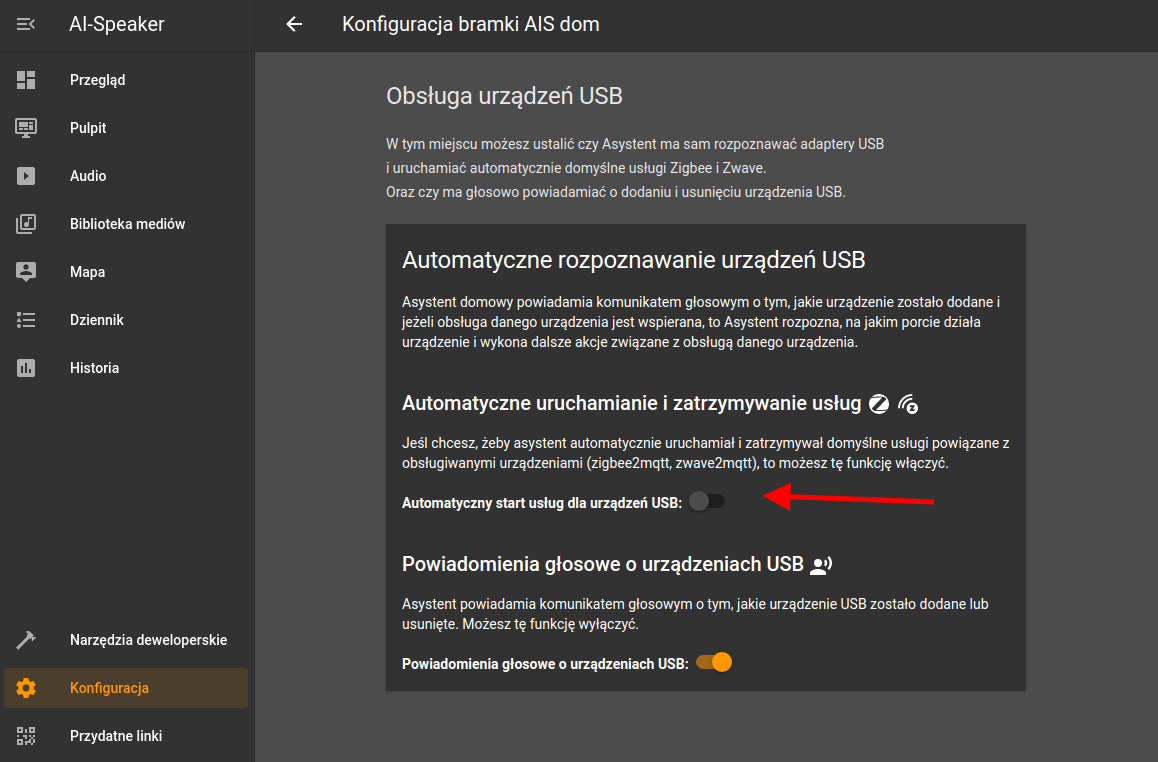 AI-Speaker
Konfiguracja bramki AIS dom
Przegląd
Pulpit
Audio
Biblioteka mediów
Mapa
Dziennik
Historia
Narzędzia deweloperskie
Konfiguracja
Przydatne linki
Obsługa urządzeń USB
W tym miejscu możesz ustalić czy Asystent ma sam rozpoznawać adaptery USB
i uruchamiać automatycznie domyślne usługi Zigbee i Zwave.
Oraz czy ma głosowo powiadamiać o dodaniu i usunięciu urządzenia USB.
Automatyczne rozpoznawanie urządzeń USB
Asystent domowy powiadamia komunikatem głosowym o tym, jakie urządzenie zostało dodane i
jeżeli obsługa danego urządzenia jest wspierana, to Asystent rozpozna, na jakim porcie działa
urządzenie i wykona dalsze akcje związane z obsługą danego urządzenia.
Automatyczne uruchamianie i zatrzymywanie usług
Jeśl chcesz, żeby asystent automatycznie uruchamiał i zatrzymywał domyślne usługi powiązane z
obsługiwanymi urządzeniami (zigbee2mqtt, zwave2mqtt), to możesz tę funkcję włączyć.
Automatyczny start usług dla urządzeń USB:
Powiadomienia głosowe o urządzeniach USB
Asystent powiadamia komunikatem głosowym o tym, jakie urządzenie USB zostało dodane lub
usunięte. Możesz tę funkcję wyłączyć.
Powiadomienia głosowe o urządzeniach USB: